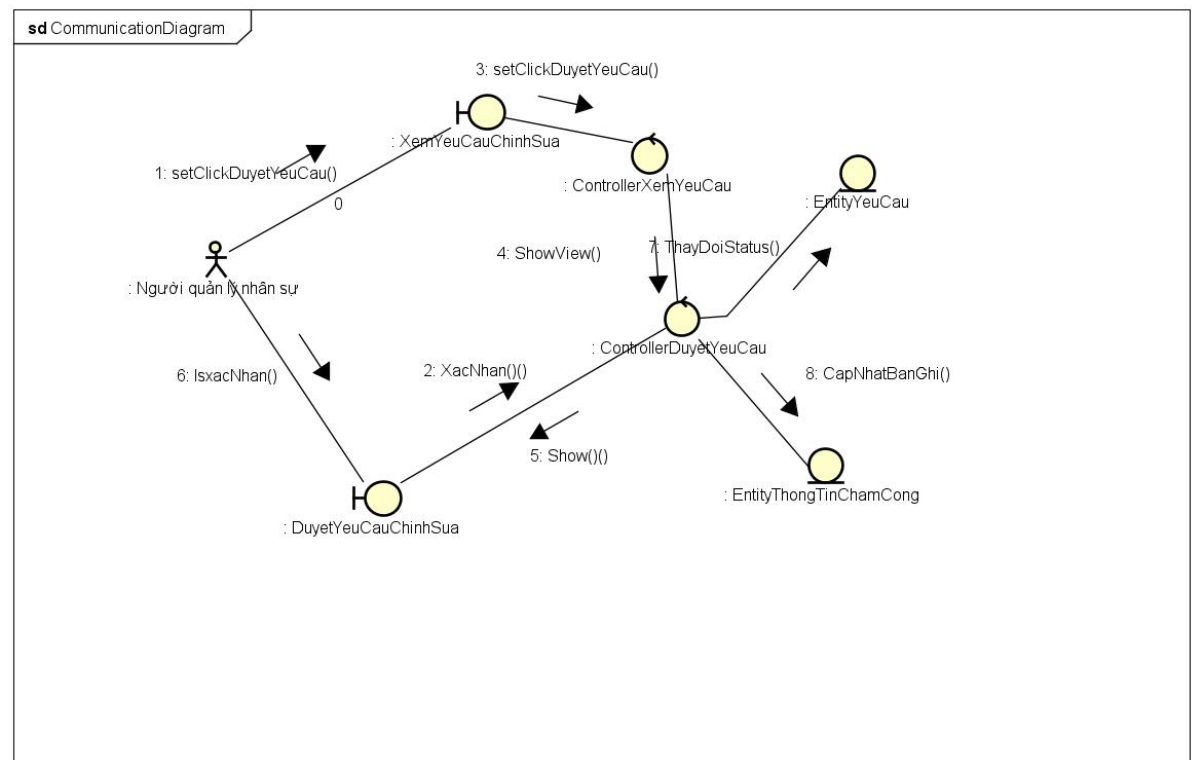 sd CommunicationDiagram
3: setClickDuyetYeuCau()
: XemYeuCauChinhSua
1: setClickDuyetYeuCau()
: ControllerXemYeuCau
0
: EntityYeuCau
4: ShowView()
7: ThayDoiStatus()
: Người quản lý nhân sự
: ControllerDuyetYeuCau
6: IsxacNhan()
2: XacNhan()()
8: CapNhatBanGhi()
5: Show()()
: EntityThongTinChamCong
: DuyetYeuCauChinhSua